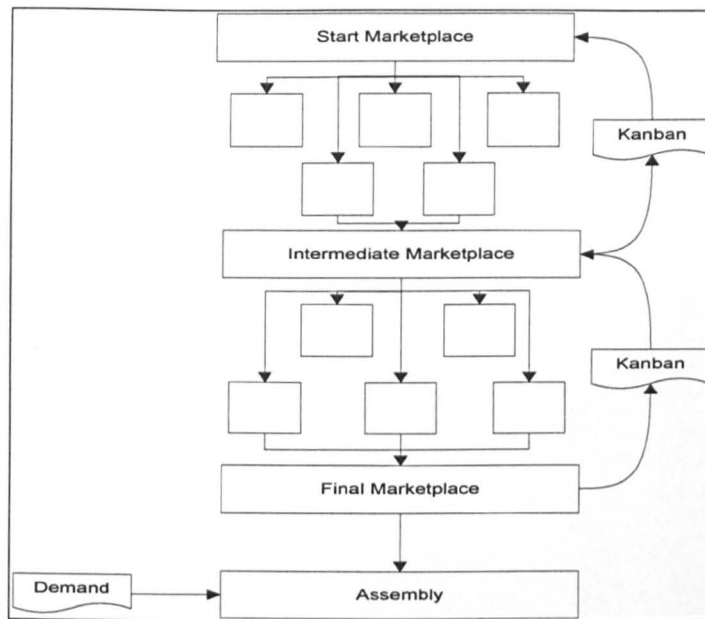 Start Marketplace
Kanban
Intermediate Marketplace
Kanban
Final Marketplace
Demand
Assembly